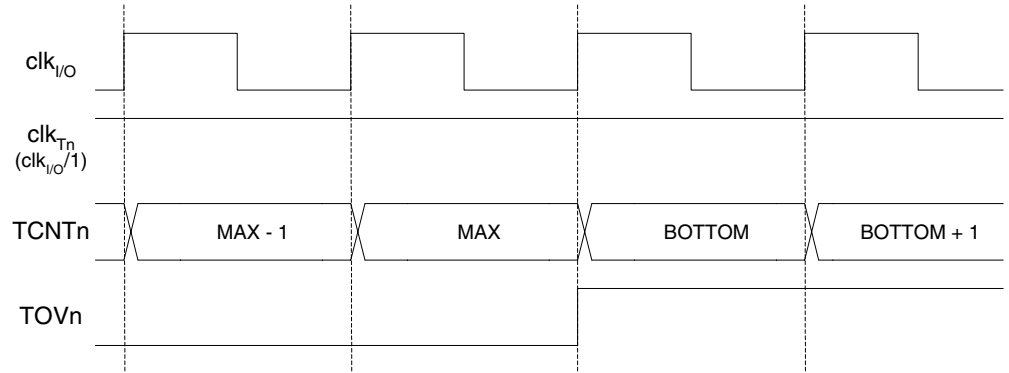 clkI/O
clkTn
(clkI/O/1)
TCNTn MAX - 1 MAX BOTTOM BOTTOM + 1
TOVn